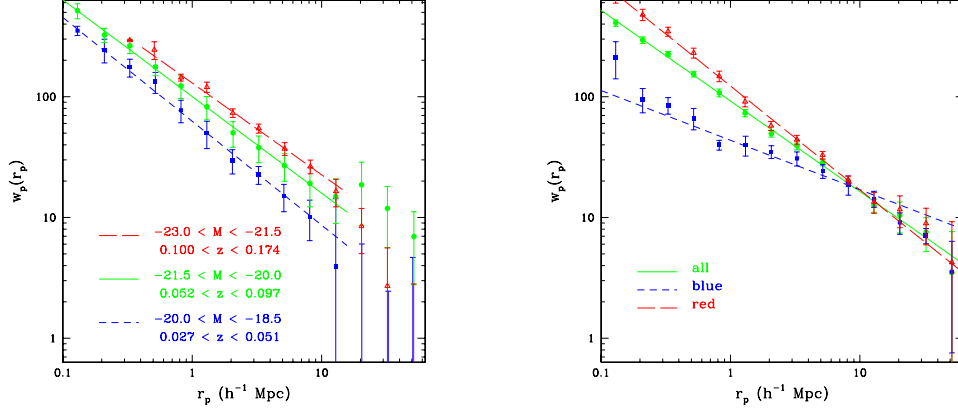 100
10
1
w_p(r_p)
-23.0 < M < -21.5
0.100 < z < 0.174
-21.5 < M < -20.0
0.052 < z < 0.097
-20.0 < M < -18.5
0.027 < z < 0.051
0.1 1 10
r_p (h⁻¹ Mpc)
100
10
1
w_p(r_p)
all
blue
red
0.1 1 10
r_p (h⁻¹ Mpc)